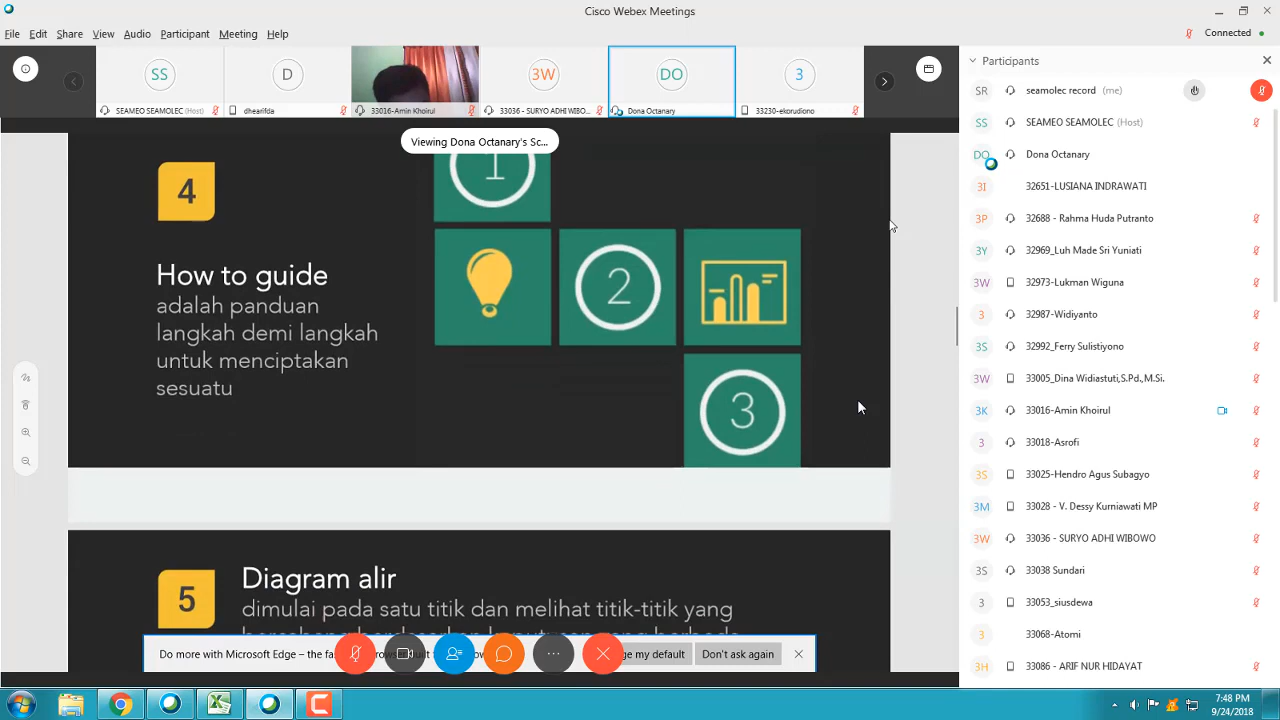 Cisco Webex Meetings
File Edit Share View Audio Participant Meeting Help
Connected
SS
D
3W
DO
3
SEAMEO SEAMOLEC (Host)
dhearifda
33016-Amin Khoirul
33036 - SURYO ADHI WIBO...
Dona Octanary
33230-ekorudiono
Viewing Dona Octanary's Sc...
4
How to guide
adalah panduan
langkah demi langkah
untuk menciptakan
sesuatu
1
2
3
5
Diagram alir
dimulai pada satu titik dan melihat titik-titik yang
Do more with Microsoft Edge – the fa
my default
Don't ask again
Participants
SR seamolec record (me)
SS SEAMEO SEAMOLEC (Host)
DO Dona Octanary
3I 32651-LUSIANA INDRAWATI
3P 32688 - Rahma Huda Putranto
3Y 32969_Luh Made Sri Yuniati
3W 32973-Lukman Wiguna
3 32987-Widiyanto
3S 32992_Ferry Sulistiyono
3W 33005_Dina Widiastuti,S.Pd.,M.Si.
3K 33016-Amin Khoirul
3 33018-Asrofi
3S 33025-Hendro Agus Subagyo
3M 33028 - V. Dessy Kurniawati MP
3W 33036 - SURYO ADHI WIBOWO
3S 33038 Sundari
3 33053_siusdewa
3 33068-Atomi
3H 33086 - ARIF NUR HIDAYAT
7:48 PM
9/24/2018